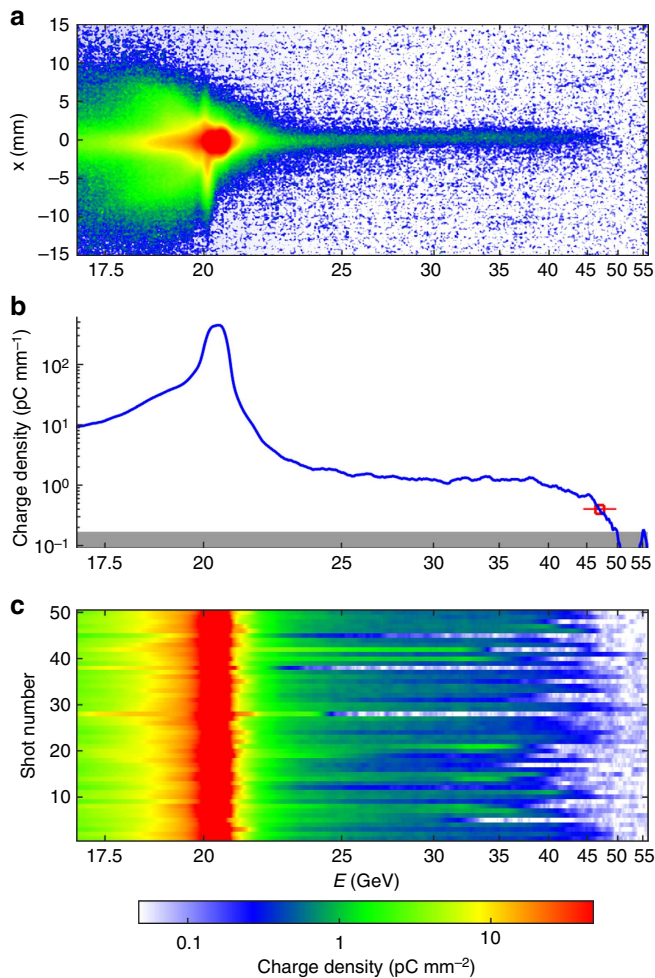 a
15
10
5
0
−5
−10
−15
x (mm)
17.5 20 25 30 35 40 45 50 55
b
10²
10¹
10⁰
10⁻¹
Charge density (pC mm⁻¹)
17.5 20 25 30 35 40 45 50 55
c
50
40
30
20
10
Shot number
17.5 20 25 30 35 40 45 50 55
E (GeV)
0.1 1 10
Charge density (pC mm⁻²)